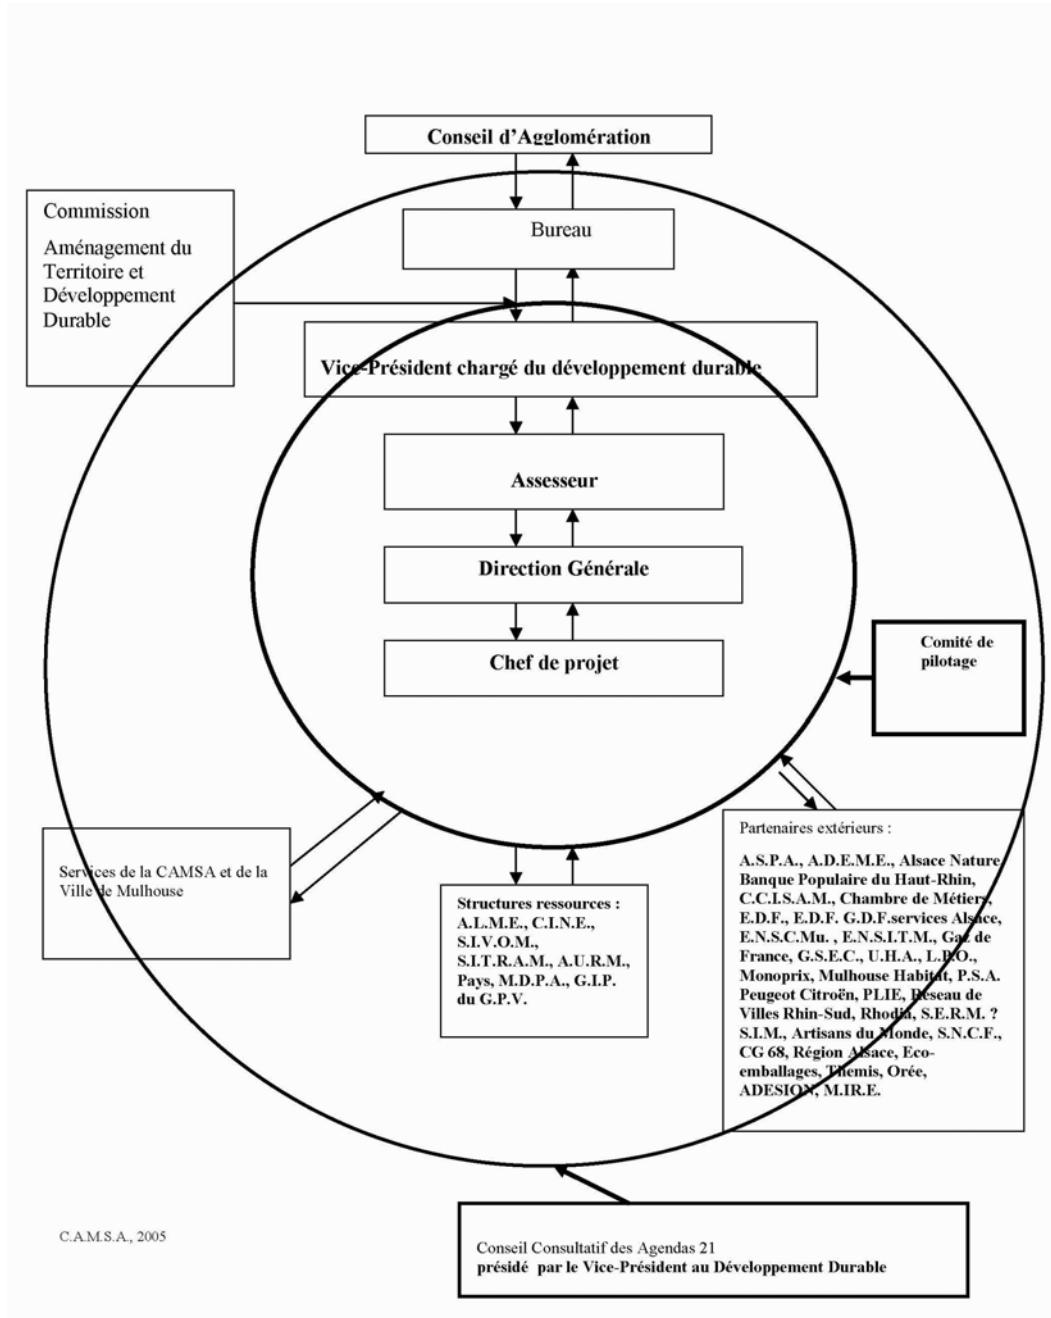 Conseil d'Agglomération
Commission
Aménagement du
Territoire et
Développement
Durable
Bureau
Vice-Président chargé du développement durable
Assesseur
Direction Générale
Chef de projet
Comité de
pilotage
Services de la CAMSA et de la
Ville de Mulhouse
Structures ressources :
A.L.M.E., C.I.N.E.,
S.I.V.O.M.,
S.I.T.R.A.M., A.U.R.M.,
Pays, M.D.P.A., G.I.P.
du G.P.V.
Partenaires extérieurs :
A.S.P.A., A.D.E.M.E., Alsace Nature,
Banque Populaire du Haut-Rhin,
C.C.I.S.A.M., Chambre de Métiers,
E.D.F., E.D.F. G.D.F.services Alsace,
E.N.S.C.Mu. , E.N.S.I.T.M., Gaz de
France, G.S.E.C., U.H.A., L.P.O.,
Monoprix, Mulhouse Habitat, P.S.A.
Peugeot Citroën, PLIE, Reseau de
Villes Rhin-Sud, Rhodia, S.E.R.M. ?
S.I.M., Artisans du Monde, S.N.C.F.,
CG 68, Région Alsace, Eco-
emballages, Themis, Orée,
ADESION, M.IR.E.
C.A.M.S.A., 2005
Conseil Consultatif des Agendas 21
présidé par le Vice-Président au Développement Durable